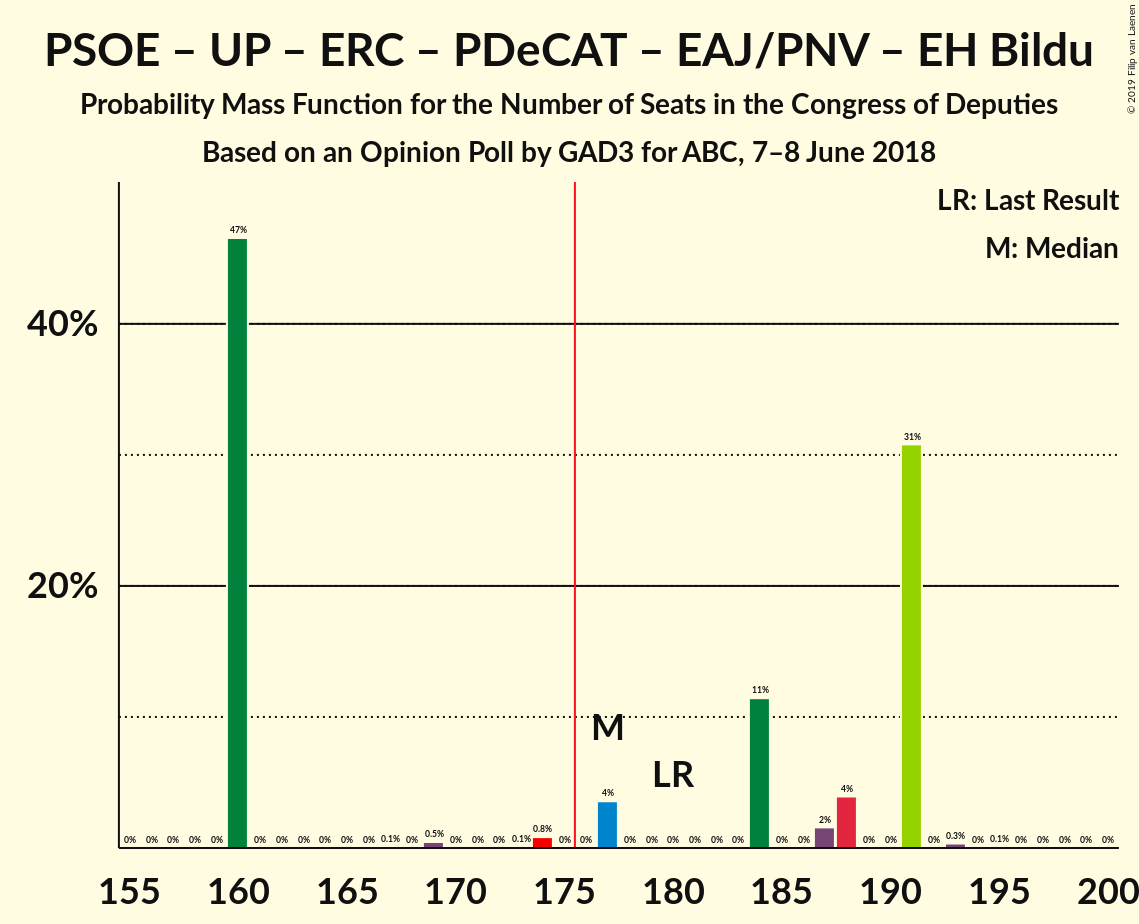 PSOE – UP – ERC – PDeCAT – EAJ/PNV – EH Bildu
Probability Mass Function for the Number of Seats in the Congress of Deputies
Based on an Opinion Poll by GAD3 for ABC, 7–8 June 2018
© 2019 Filip van Laenen
LR: Last Result
M: Median
47%
40%
31%
20%
11%
M
LR
0% 0% 0% 0% 0% 0% 0% 0% 0% 0% 0% 0.1% 0% 0.5% 0% 0% 0% 0.1% 0.8% 0% 0% 4% 0% 0% 0% 0% 0% 0% 0% 0% 2% 4% 0% 0% 0% 0.3% 0% 0.1% 0% 0% 0% 0% 0%
155 160 165 170 175 180 185 190 195 200